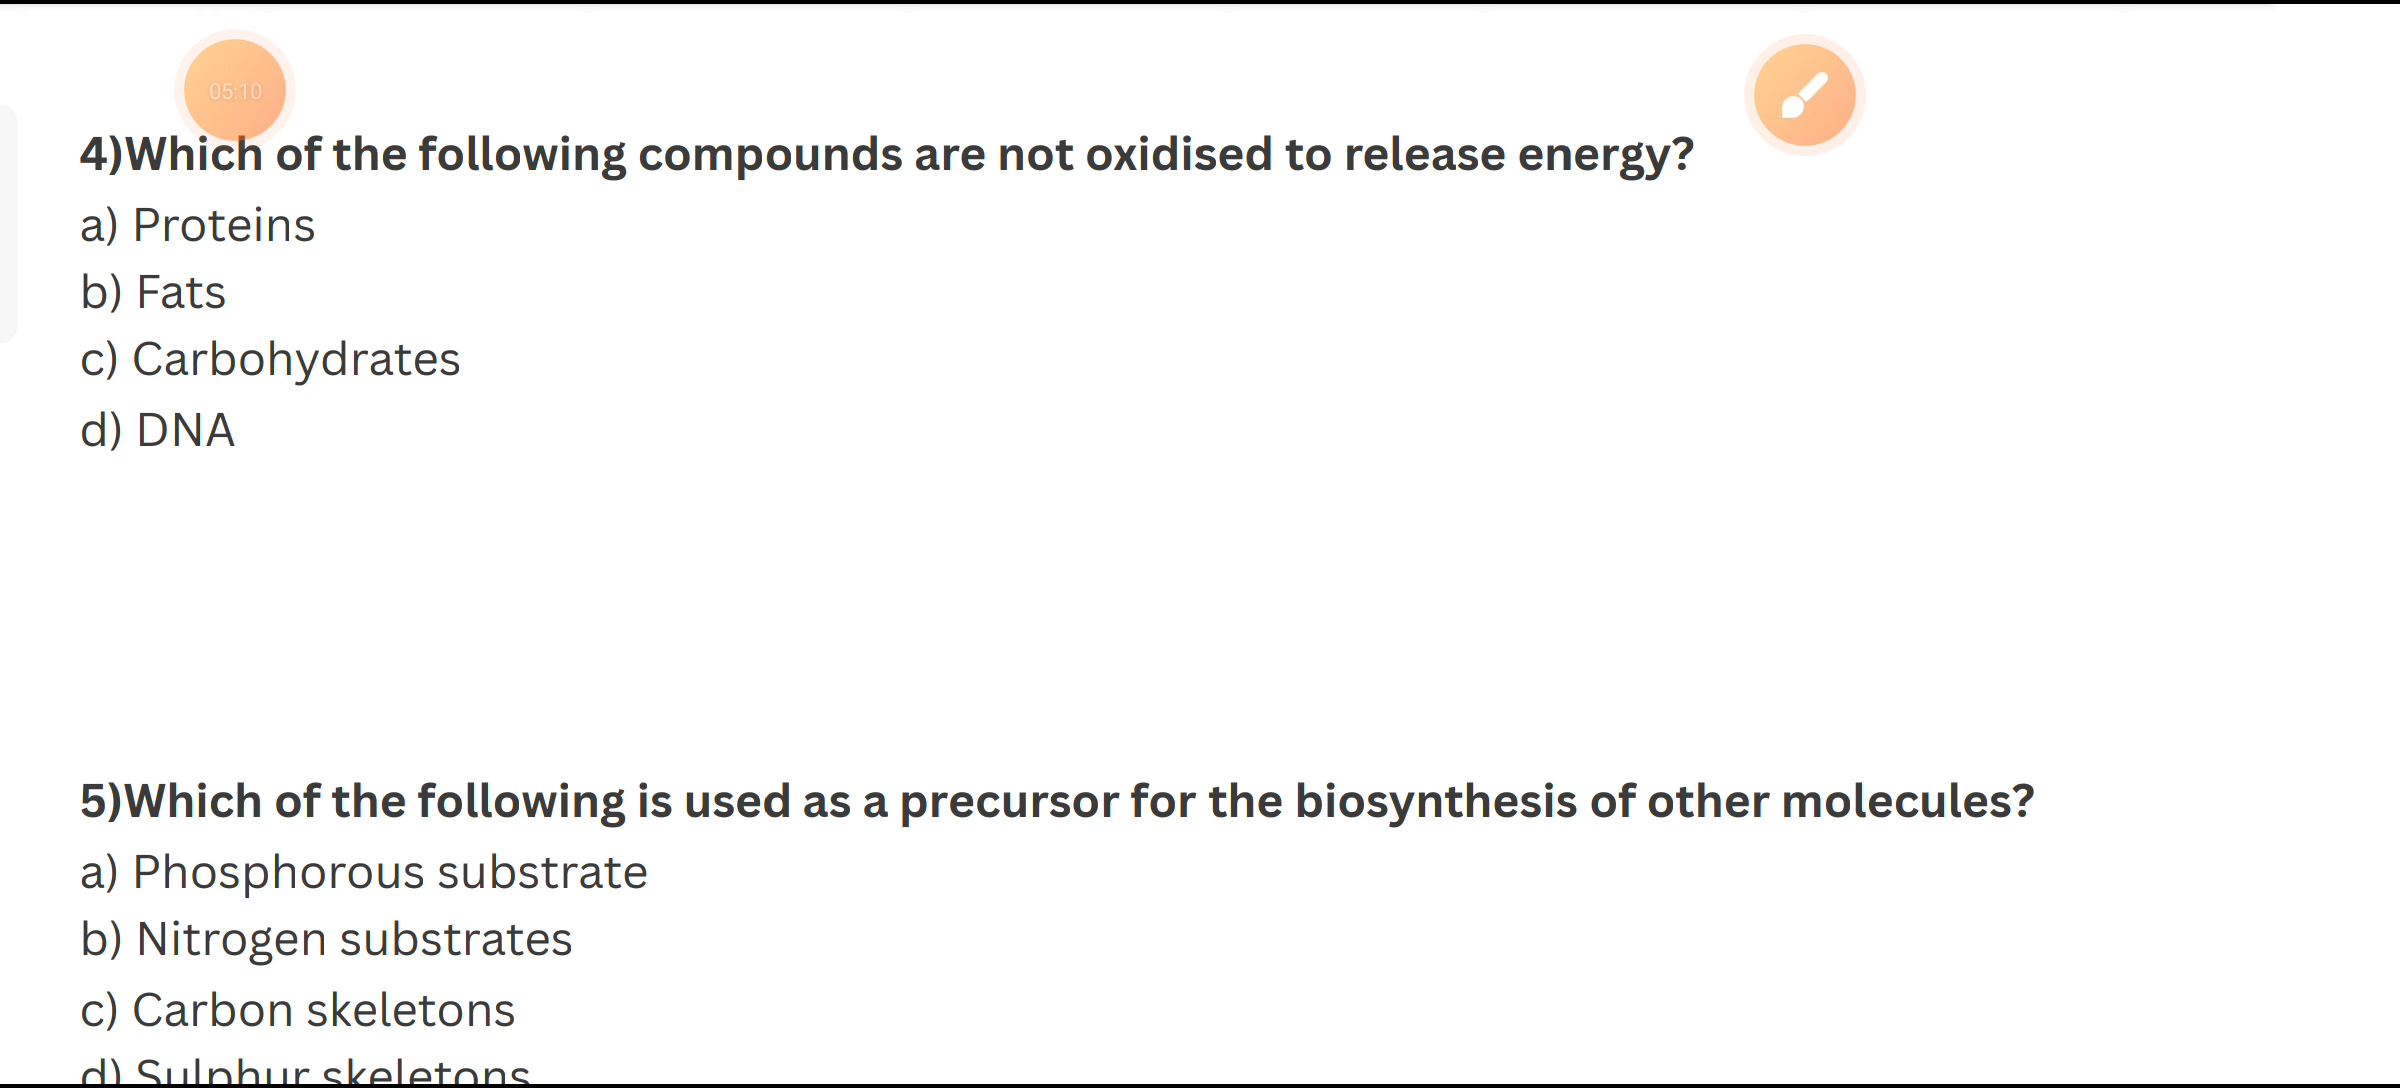 05:10
4)Which of the following compounds are not oxidised to release energy?
a) Proteins
b) Fats
c) Carbohydrates
d) DNA
5)Which of the following is used as a precursor for the biosynthesis of other molecules?
a) Phosphorous substrate
b) Nitrogen substrates
c) Carbon skeletons
d) Sulphur skeletons